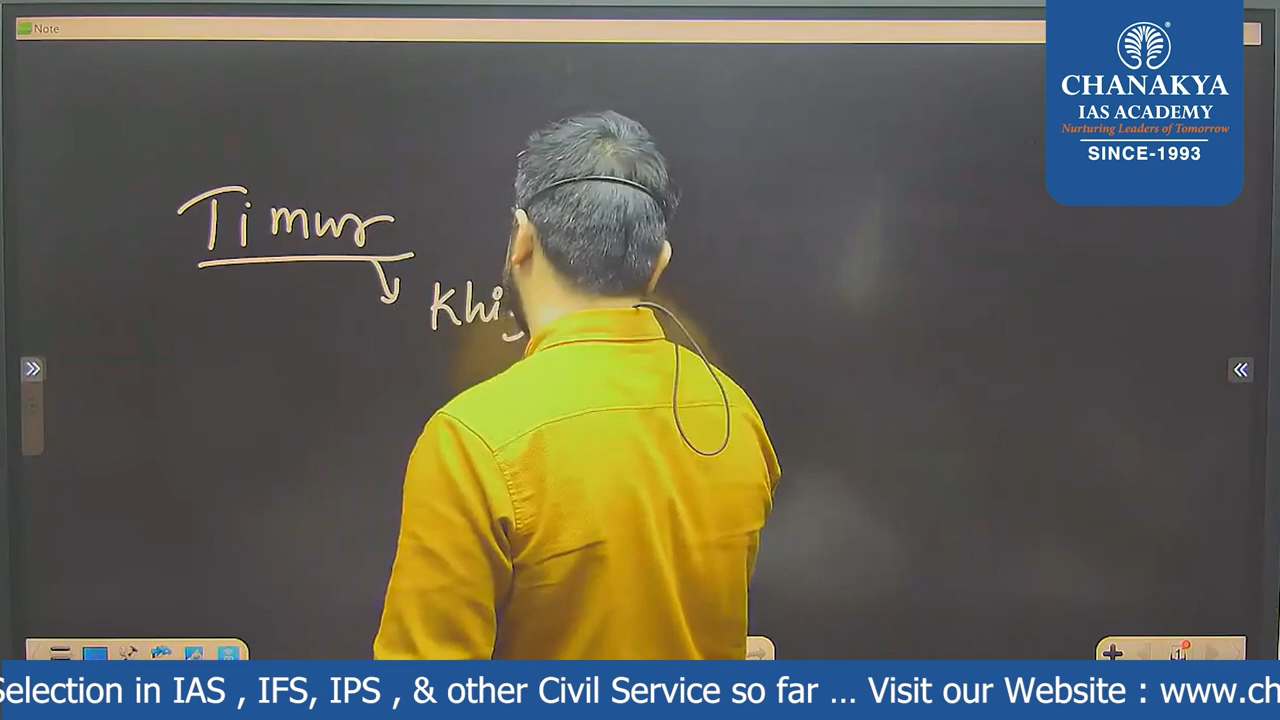 Note
CHANAKYA
IAS ACADEMY
Nurturing Leaders of Tomorrow
SINCE-1993
Timur
Selection in IAS , IFS, IPS , & other Civil Service so far ... Visit our Website : www.ch